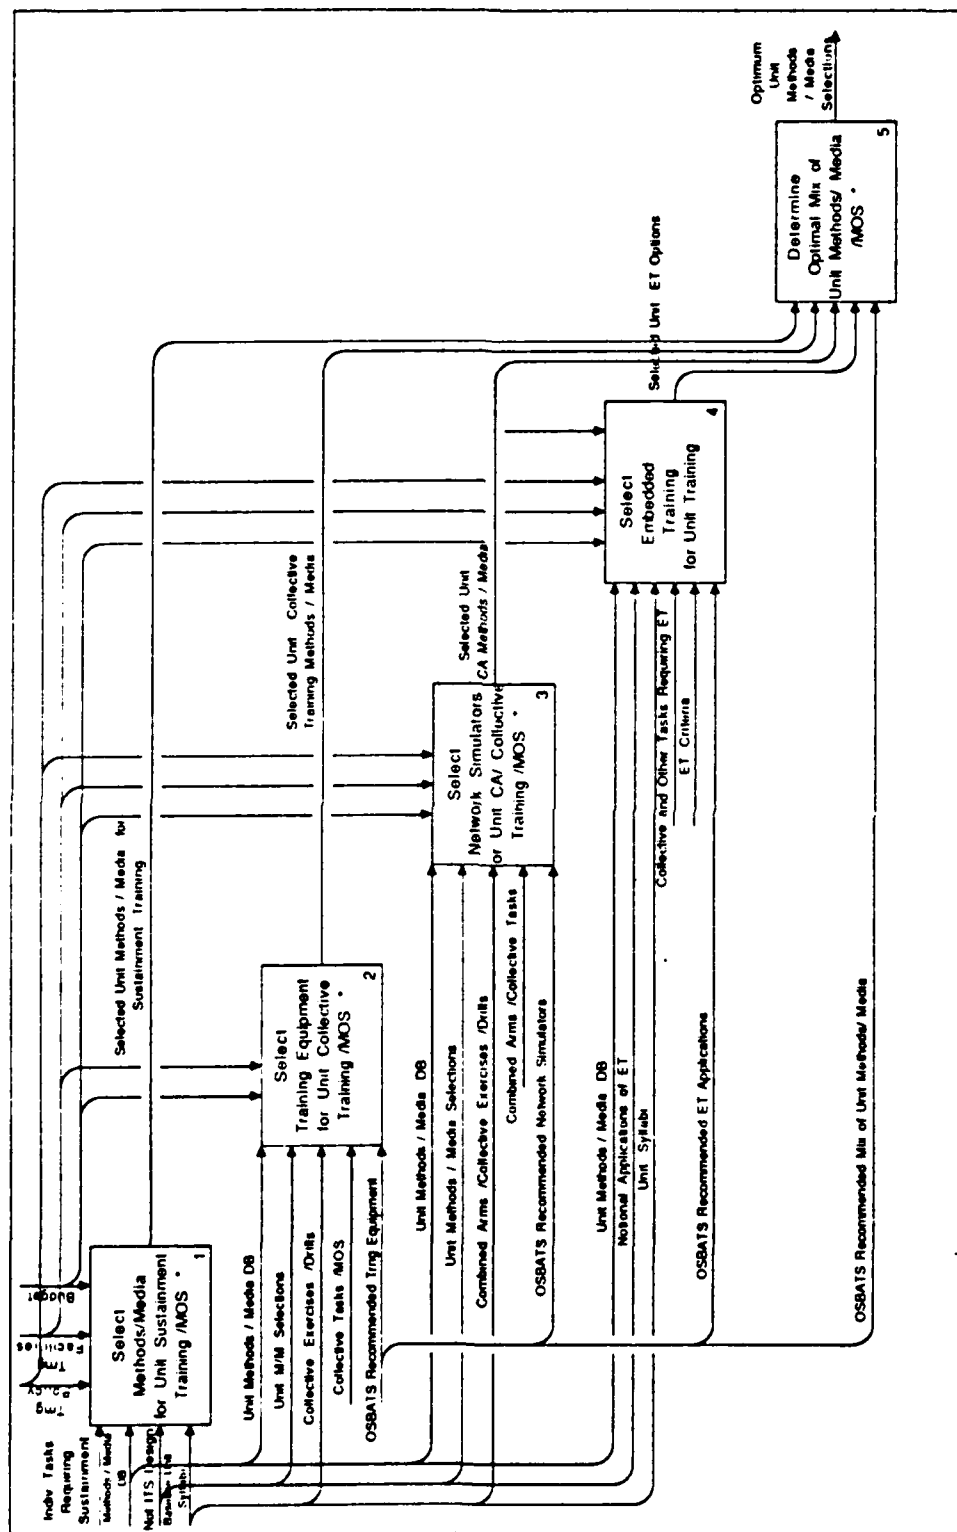 Indiv Tasks
Requiring
Sustainment
Methods / Media
DB
Not ITS Design
Budget
Select
Methods/Media
for Unit Sustainment
Training /MOS *
1
Selected Unit Methods / Media for
Sustainment Training
Unit Methods / Media DB
Unit M/M Selections
Collective Exercises /Drills
Collective Tasks /MOS
OSBATS Recommended Trng Equipment
Select
Training Equipment
for Unit Collective
Training /MOS *
2
Selected Unit Collective
Training Methods / Media
Unit Methods / Media DB
Unit Methods / Media Selections
Combined Arms /Collective Exercises /Drills
Combined Arms /Collective Tasks
OSBATS Recommended Network Simulators
Select
Network Simulators
or Unit CA/ Collective
Training /MOS *
3
Selected Unit
CA Methods / Media
Unit Methods / Media DB
Notional Applications of ET
Unit Syllabi
Collective and Other Tasks Requiring ET
ET Criteria
OSBATS Recommended ET Applications
Select
Embedded
Training
for Unit Training
4
Selected Unit ET Options
OSBATS Recommended Mix of Unit Methods/ Media
Determine
Optimal Mix of
Unit Methods/ Media
/MOS *
5
Optimum
Unit
Methods
/ Media
Selections